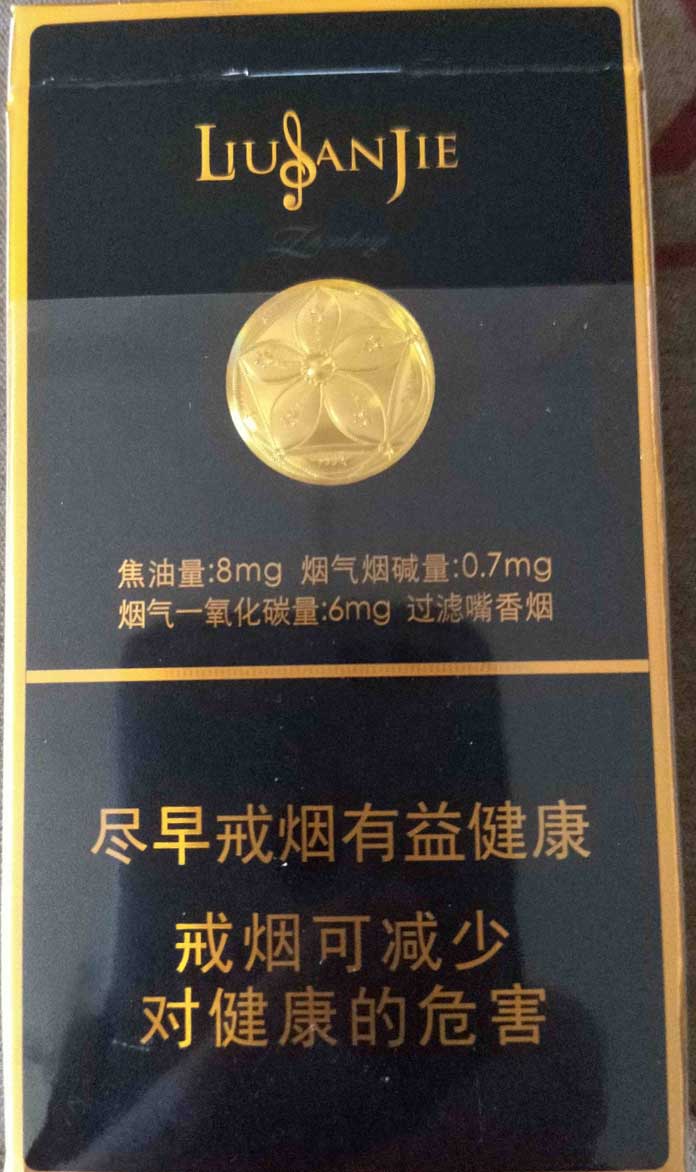 LIUSANJIE
焦油量:8mg 烟气烟碱量:0.7mg
烟气一氧化碳量:6mg 过滤嘴香烟
尽早戒烟有益健康
戒烟可减少
对健康的危害